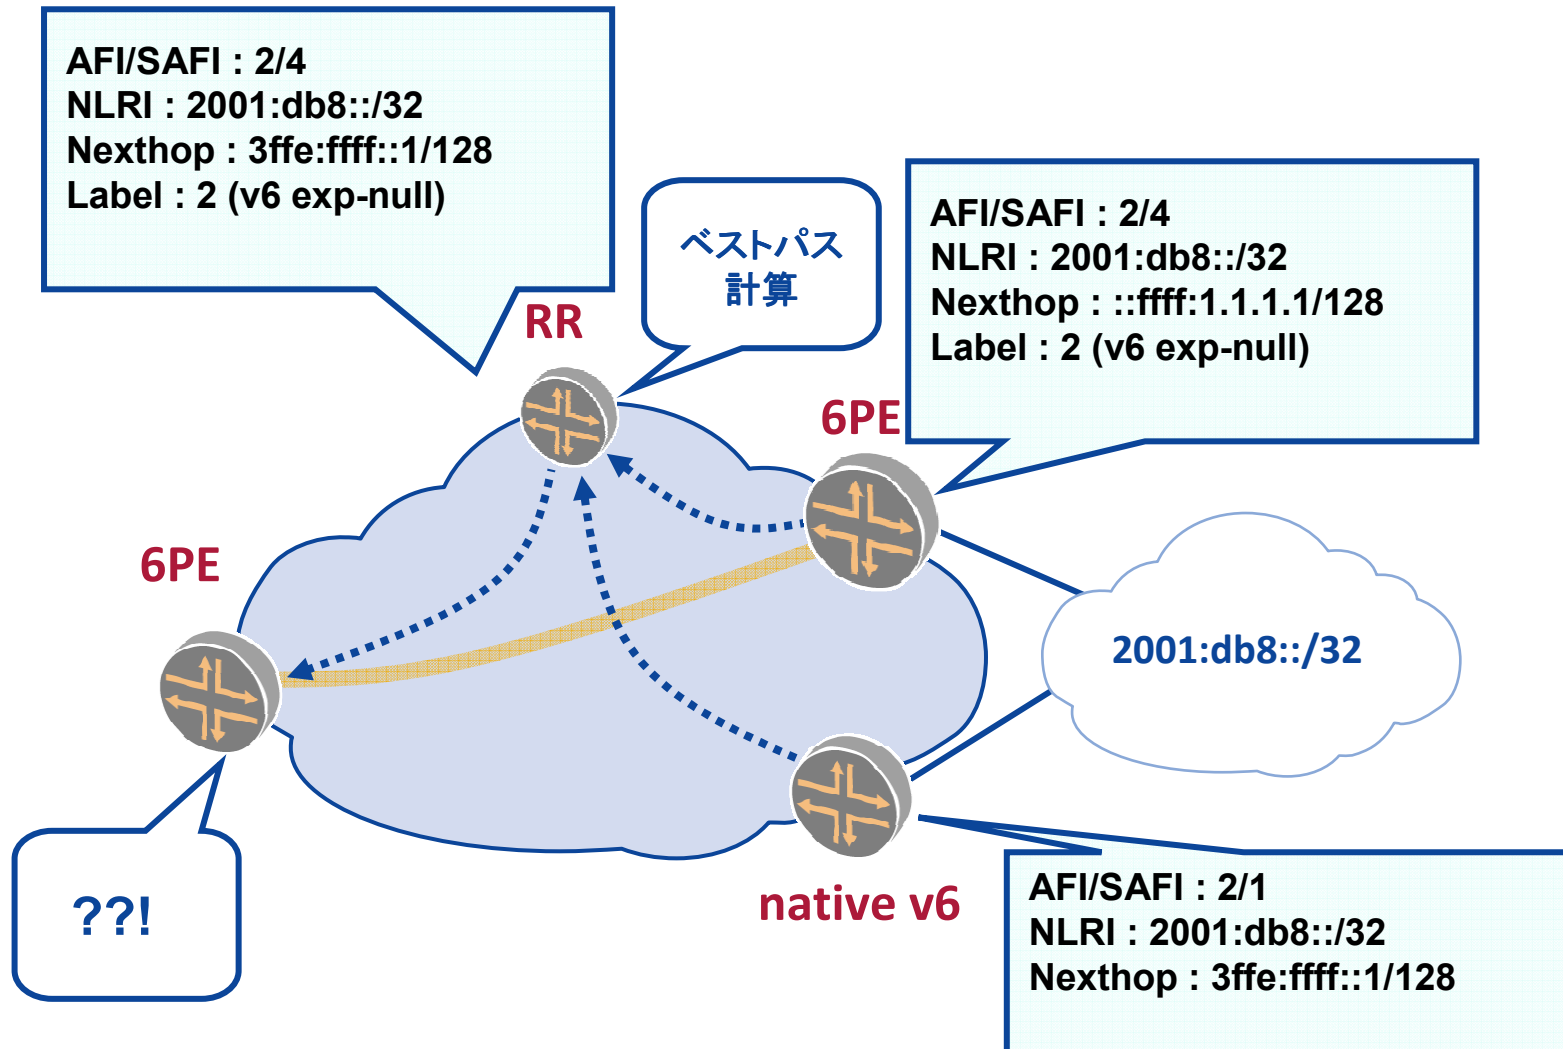 AFI/SAFI : 2/4
NLRI : 2001:db8::/32
Nexthop : 3ffe:ffff::1/128
Label : 2 (v6 exp-null)
ベストパス
計算
AFI/SAFI : 2/4
NLRI : 2001:db8::/32
Nexthop : ::ffff:1.1.1.1/128
Label : 2 (v6 exp-null)
RR
6PE
6PE
2001:db8::/32
??!
native v6
AFI/SAFI : 2/1
NLRI : 2001:db8::/32
Nexthop : 3ffe:ffff::1/128